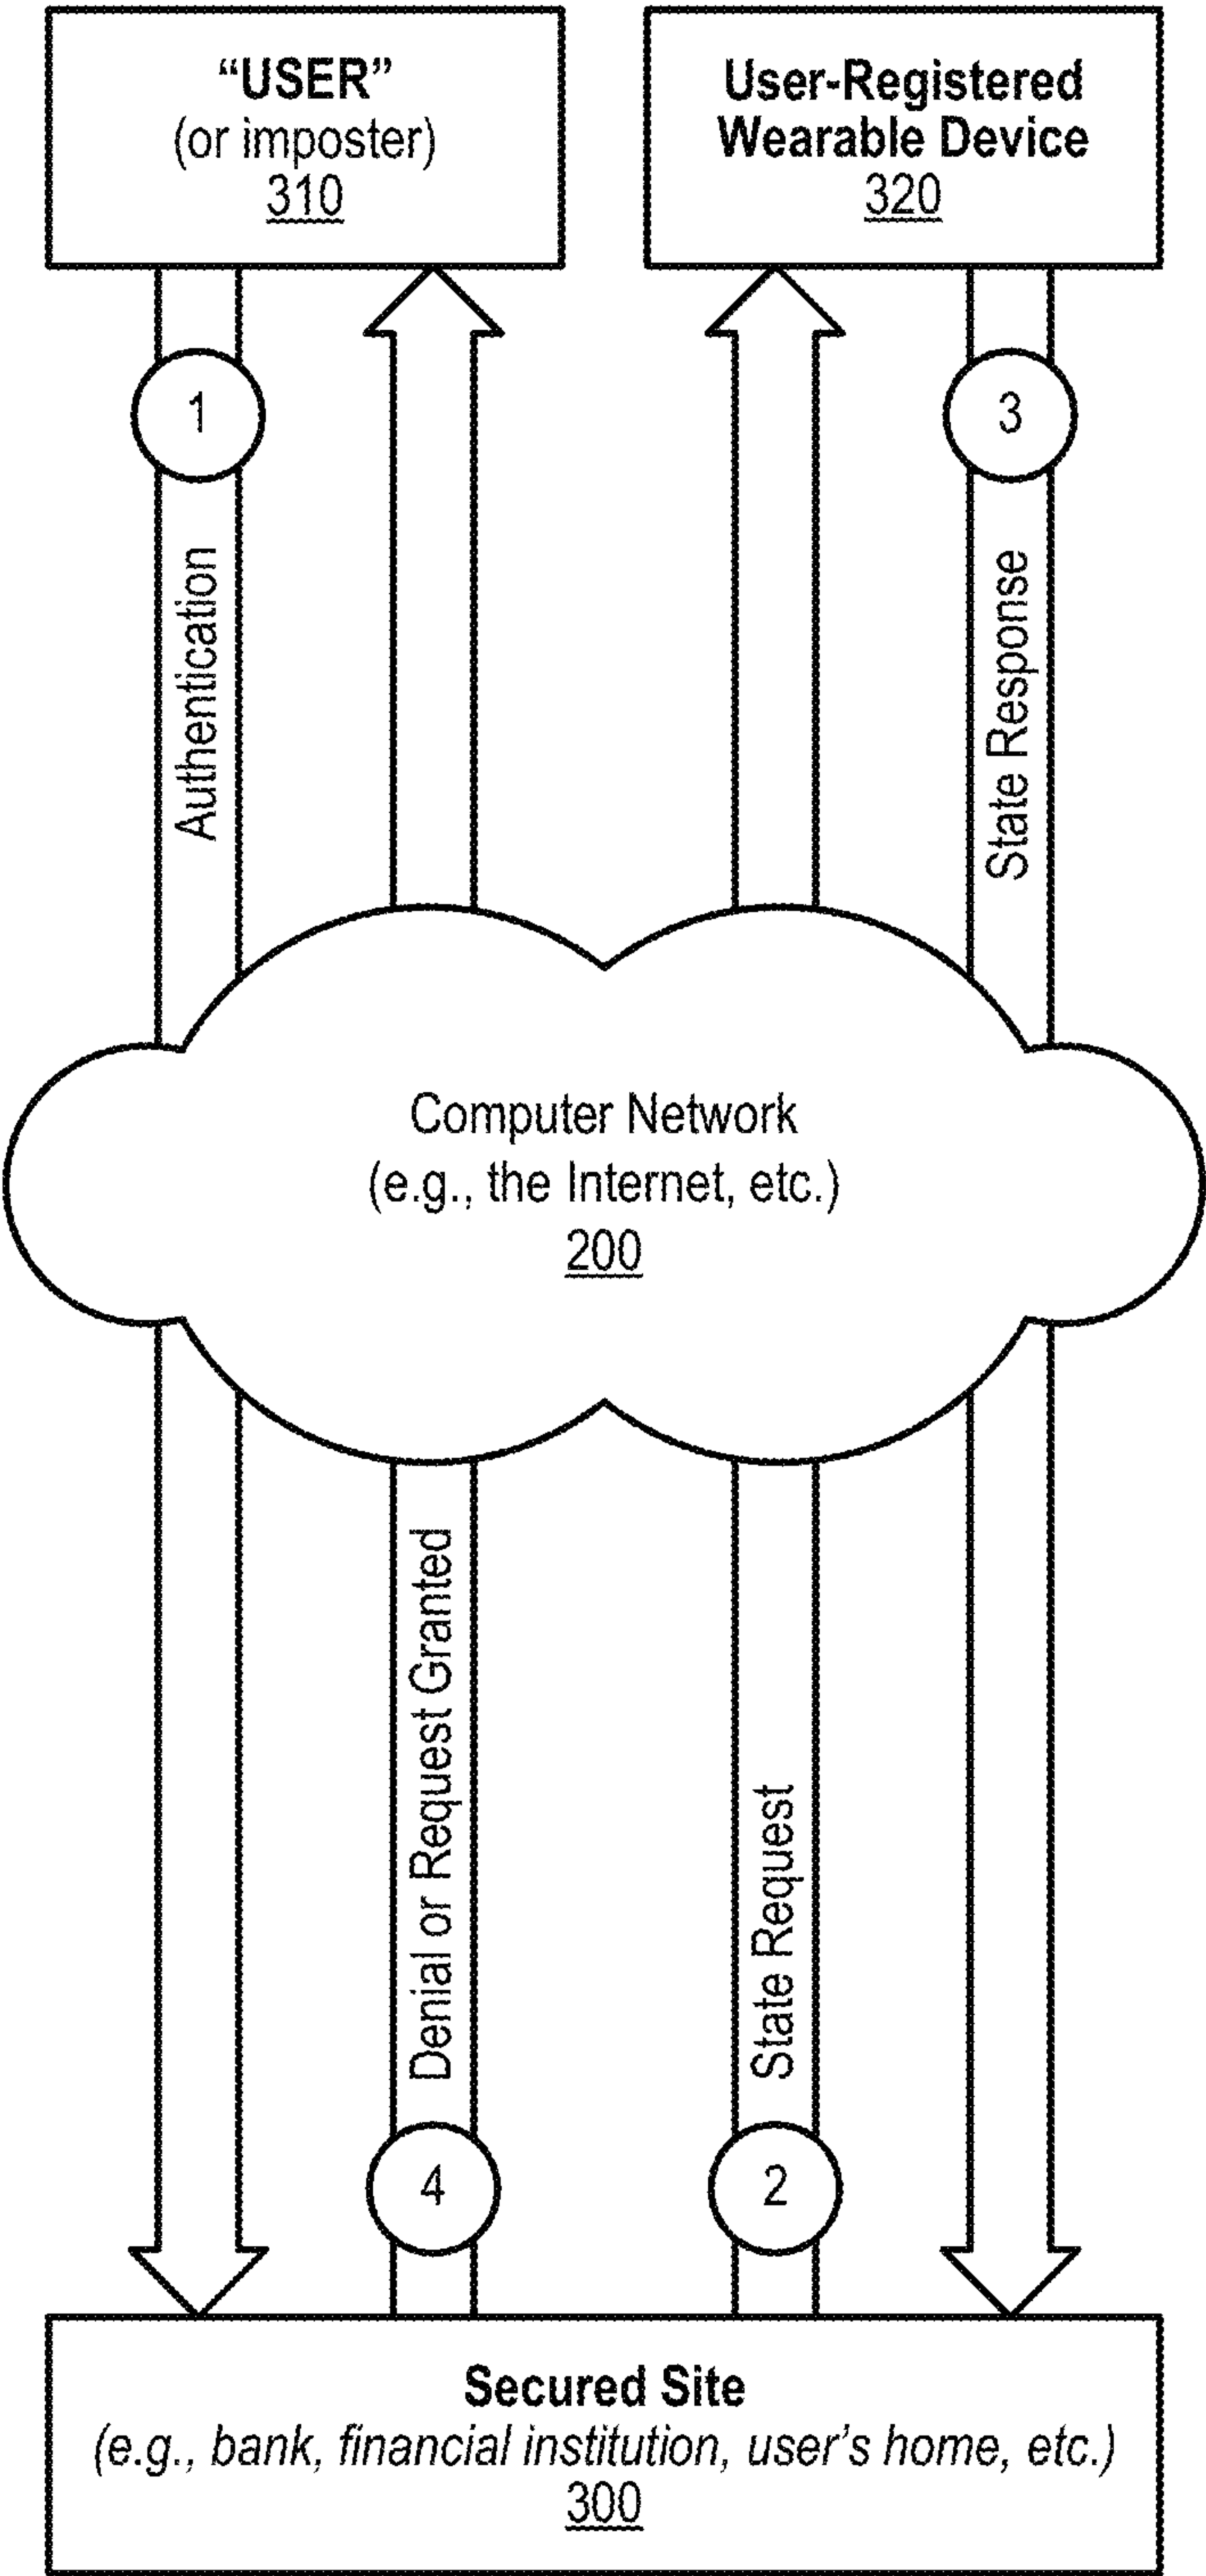 “USER”
(or imposter)
310
User-Registered
Wearable Device
320
1
3
Authentication
State Response
Computer Network
(e.g., the Internet, etc.)
200
Denial or Request Granted
State Request
4
2
Secured Site
(e.g., bank, financial institution, user’s home, etc.)
300